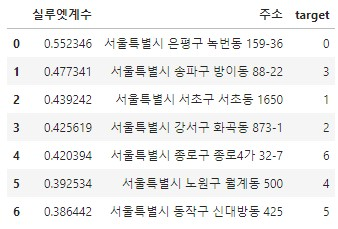 실루엣계수 주소 target
0 0.552346 서울특별시 은평구 녹번동 159-36 0
1 0.477341 서울특별시 송파구 방이동 88-22 3
2 0.439242 서울특별시 서초구 서초동 1650 1
3 0.425619 서울특별시 강서구 화곡동 873-1 2
4 0.420394 서울특별시 종로구 종로4가 32-7 6
5 0.392534 서울특별시 노원구 월계동 500 4
6 0.386442 서울특별시 동작구 신대방동 425 5